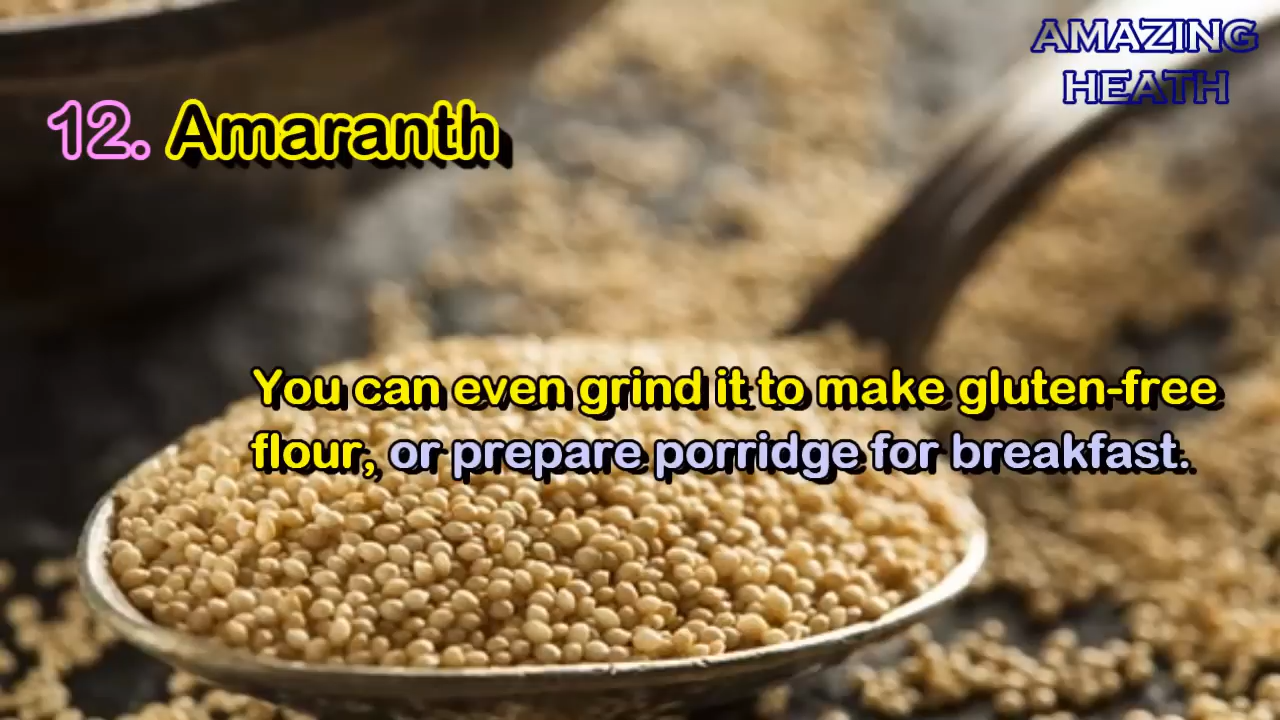 AMAZING
HEATH
12. Amaranth
You can even grind it to make gluten-free
flour, or prepare porridge for breakfast.